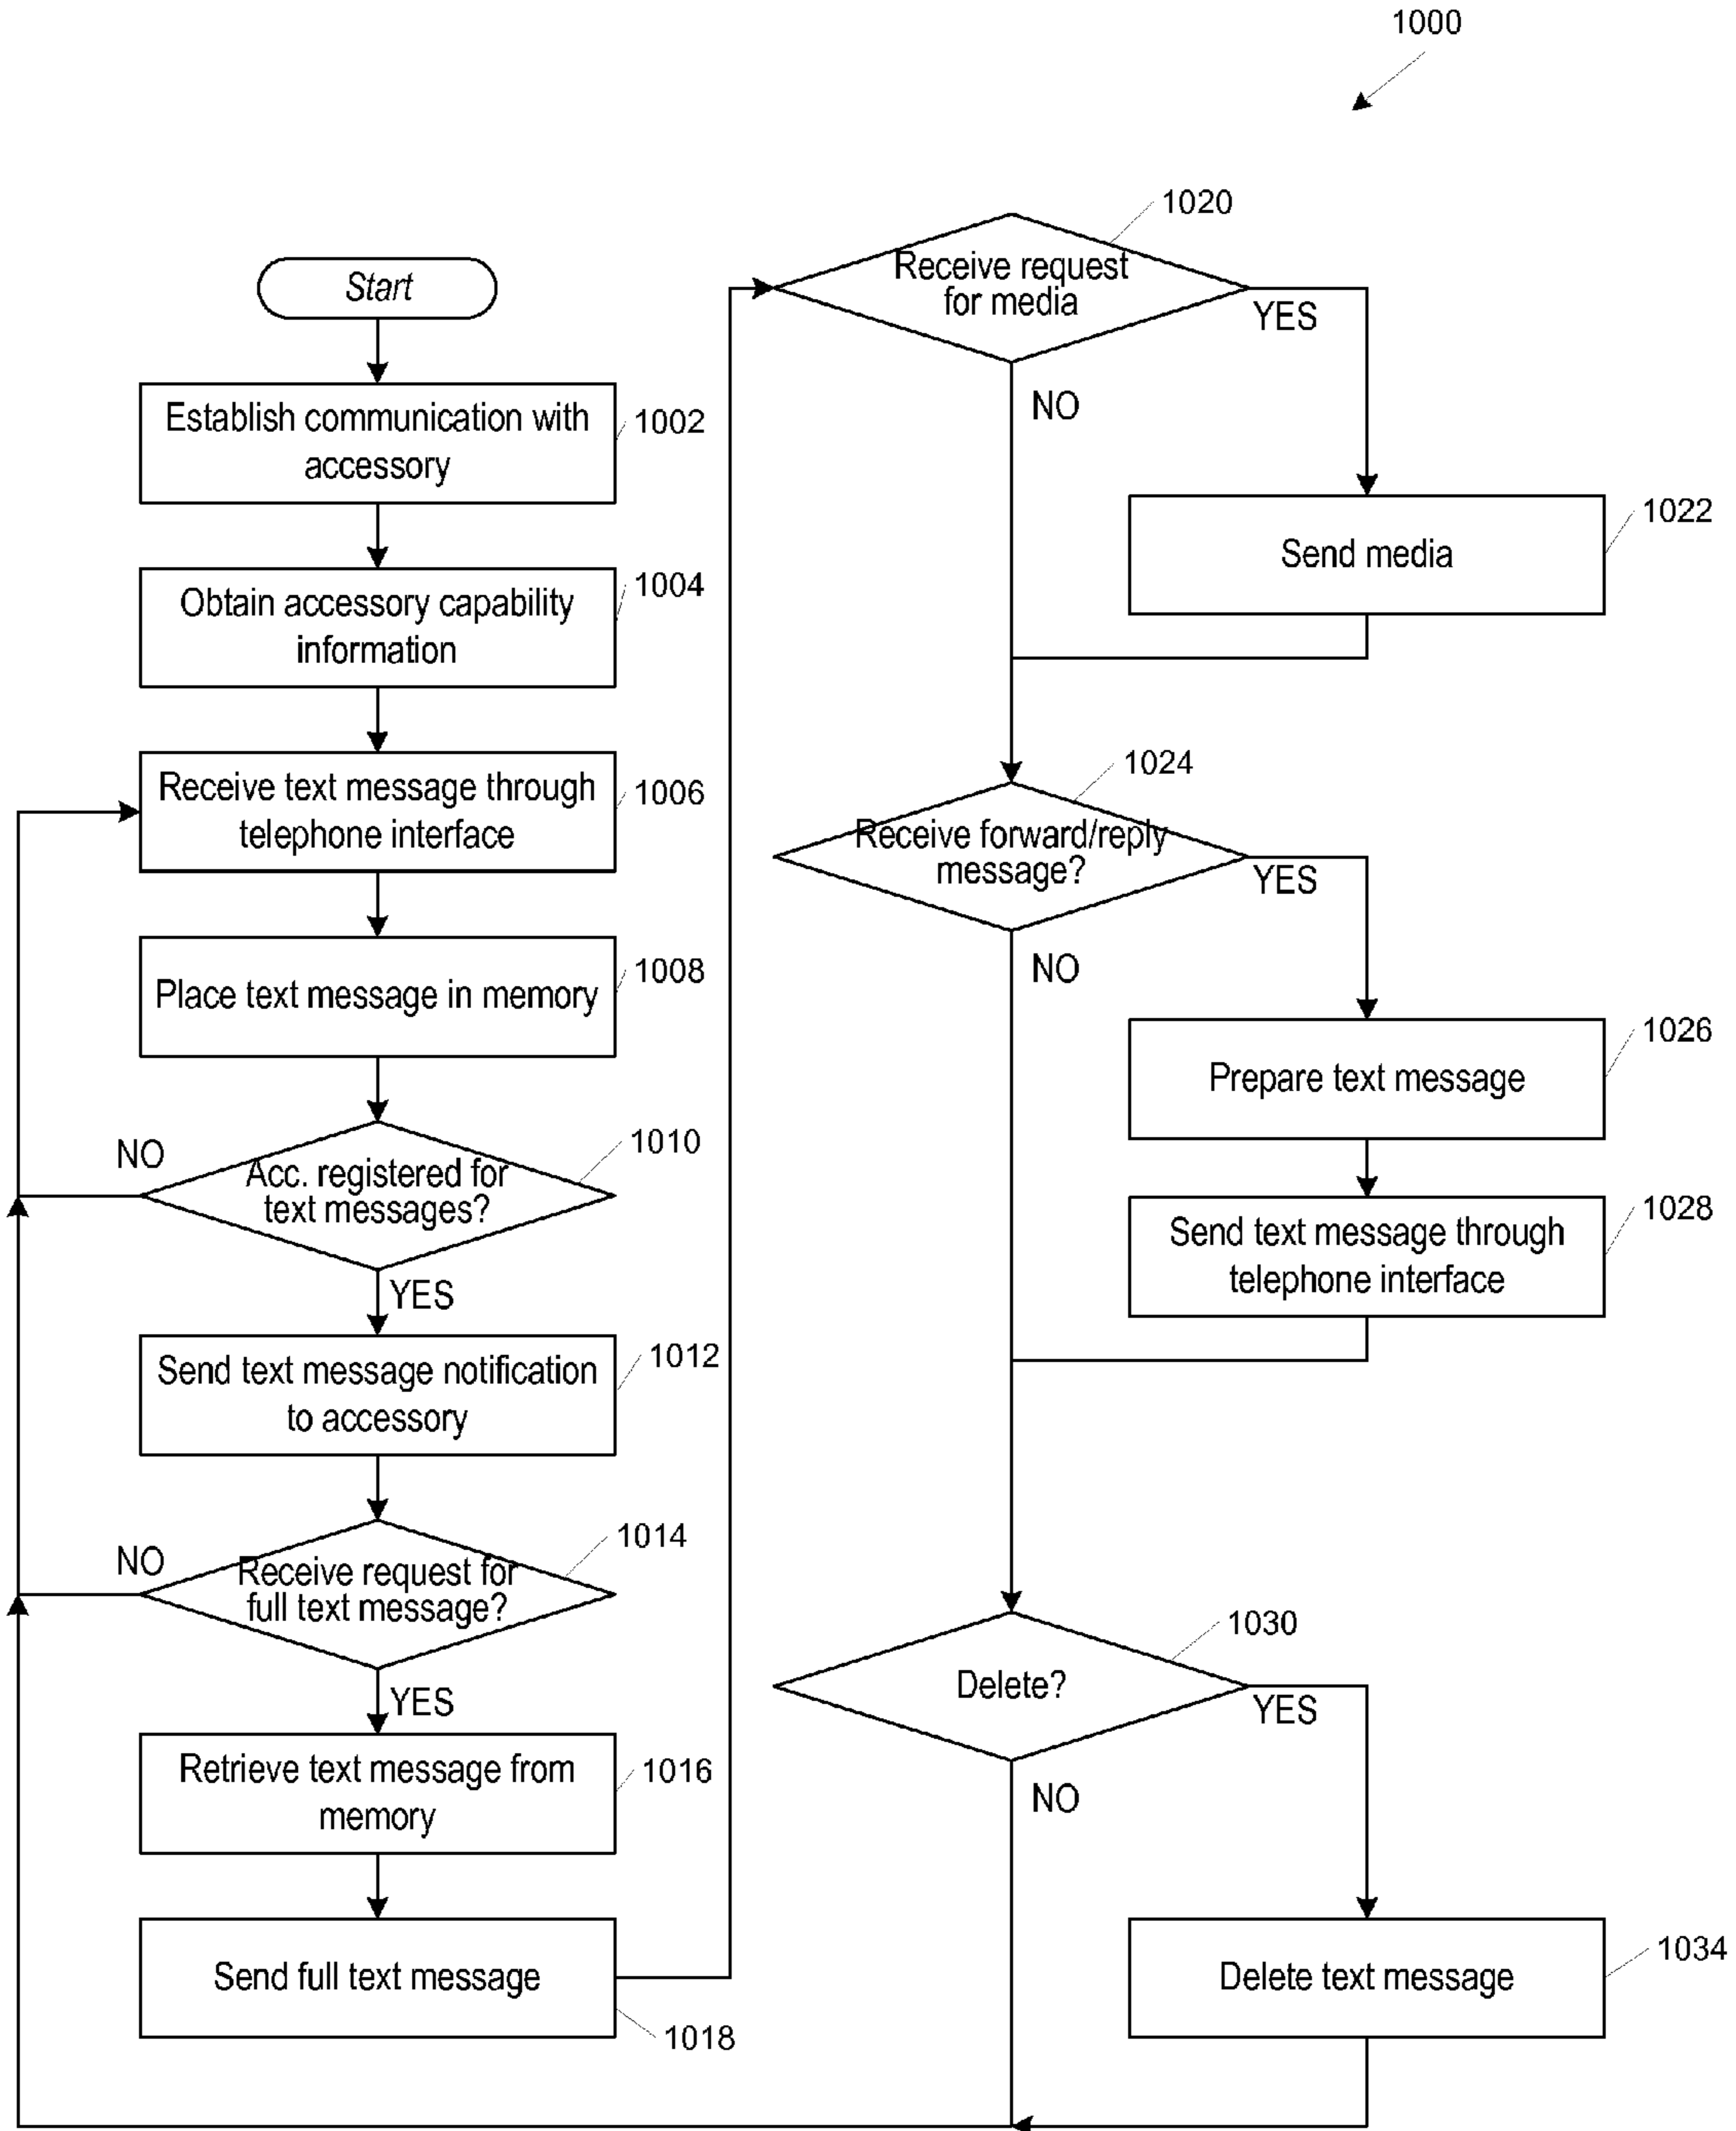 1000
Start
Establish communication with
accessory
1002
Obtain accessory capability
information
1004
Receive text message through
telephone interface
1006
Place text message in memory
1008
NO
Acc. registered for
text messages?
1010
YES
Send text message notification
to accessory
1012
NO
Receive request for
full text message?
1014
YES
Retrieve text message from
memory
1016
Send full text message
1018
1020
Receive request
for media
YES
NO
1022
Send media
1024
Receive forward/reply
message?
YES
NO
1026
Prepare text message
1028
Send text message through
telephone interface
1030
Delete?
YES
NO
1034
Delete text message